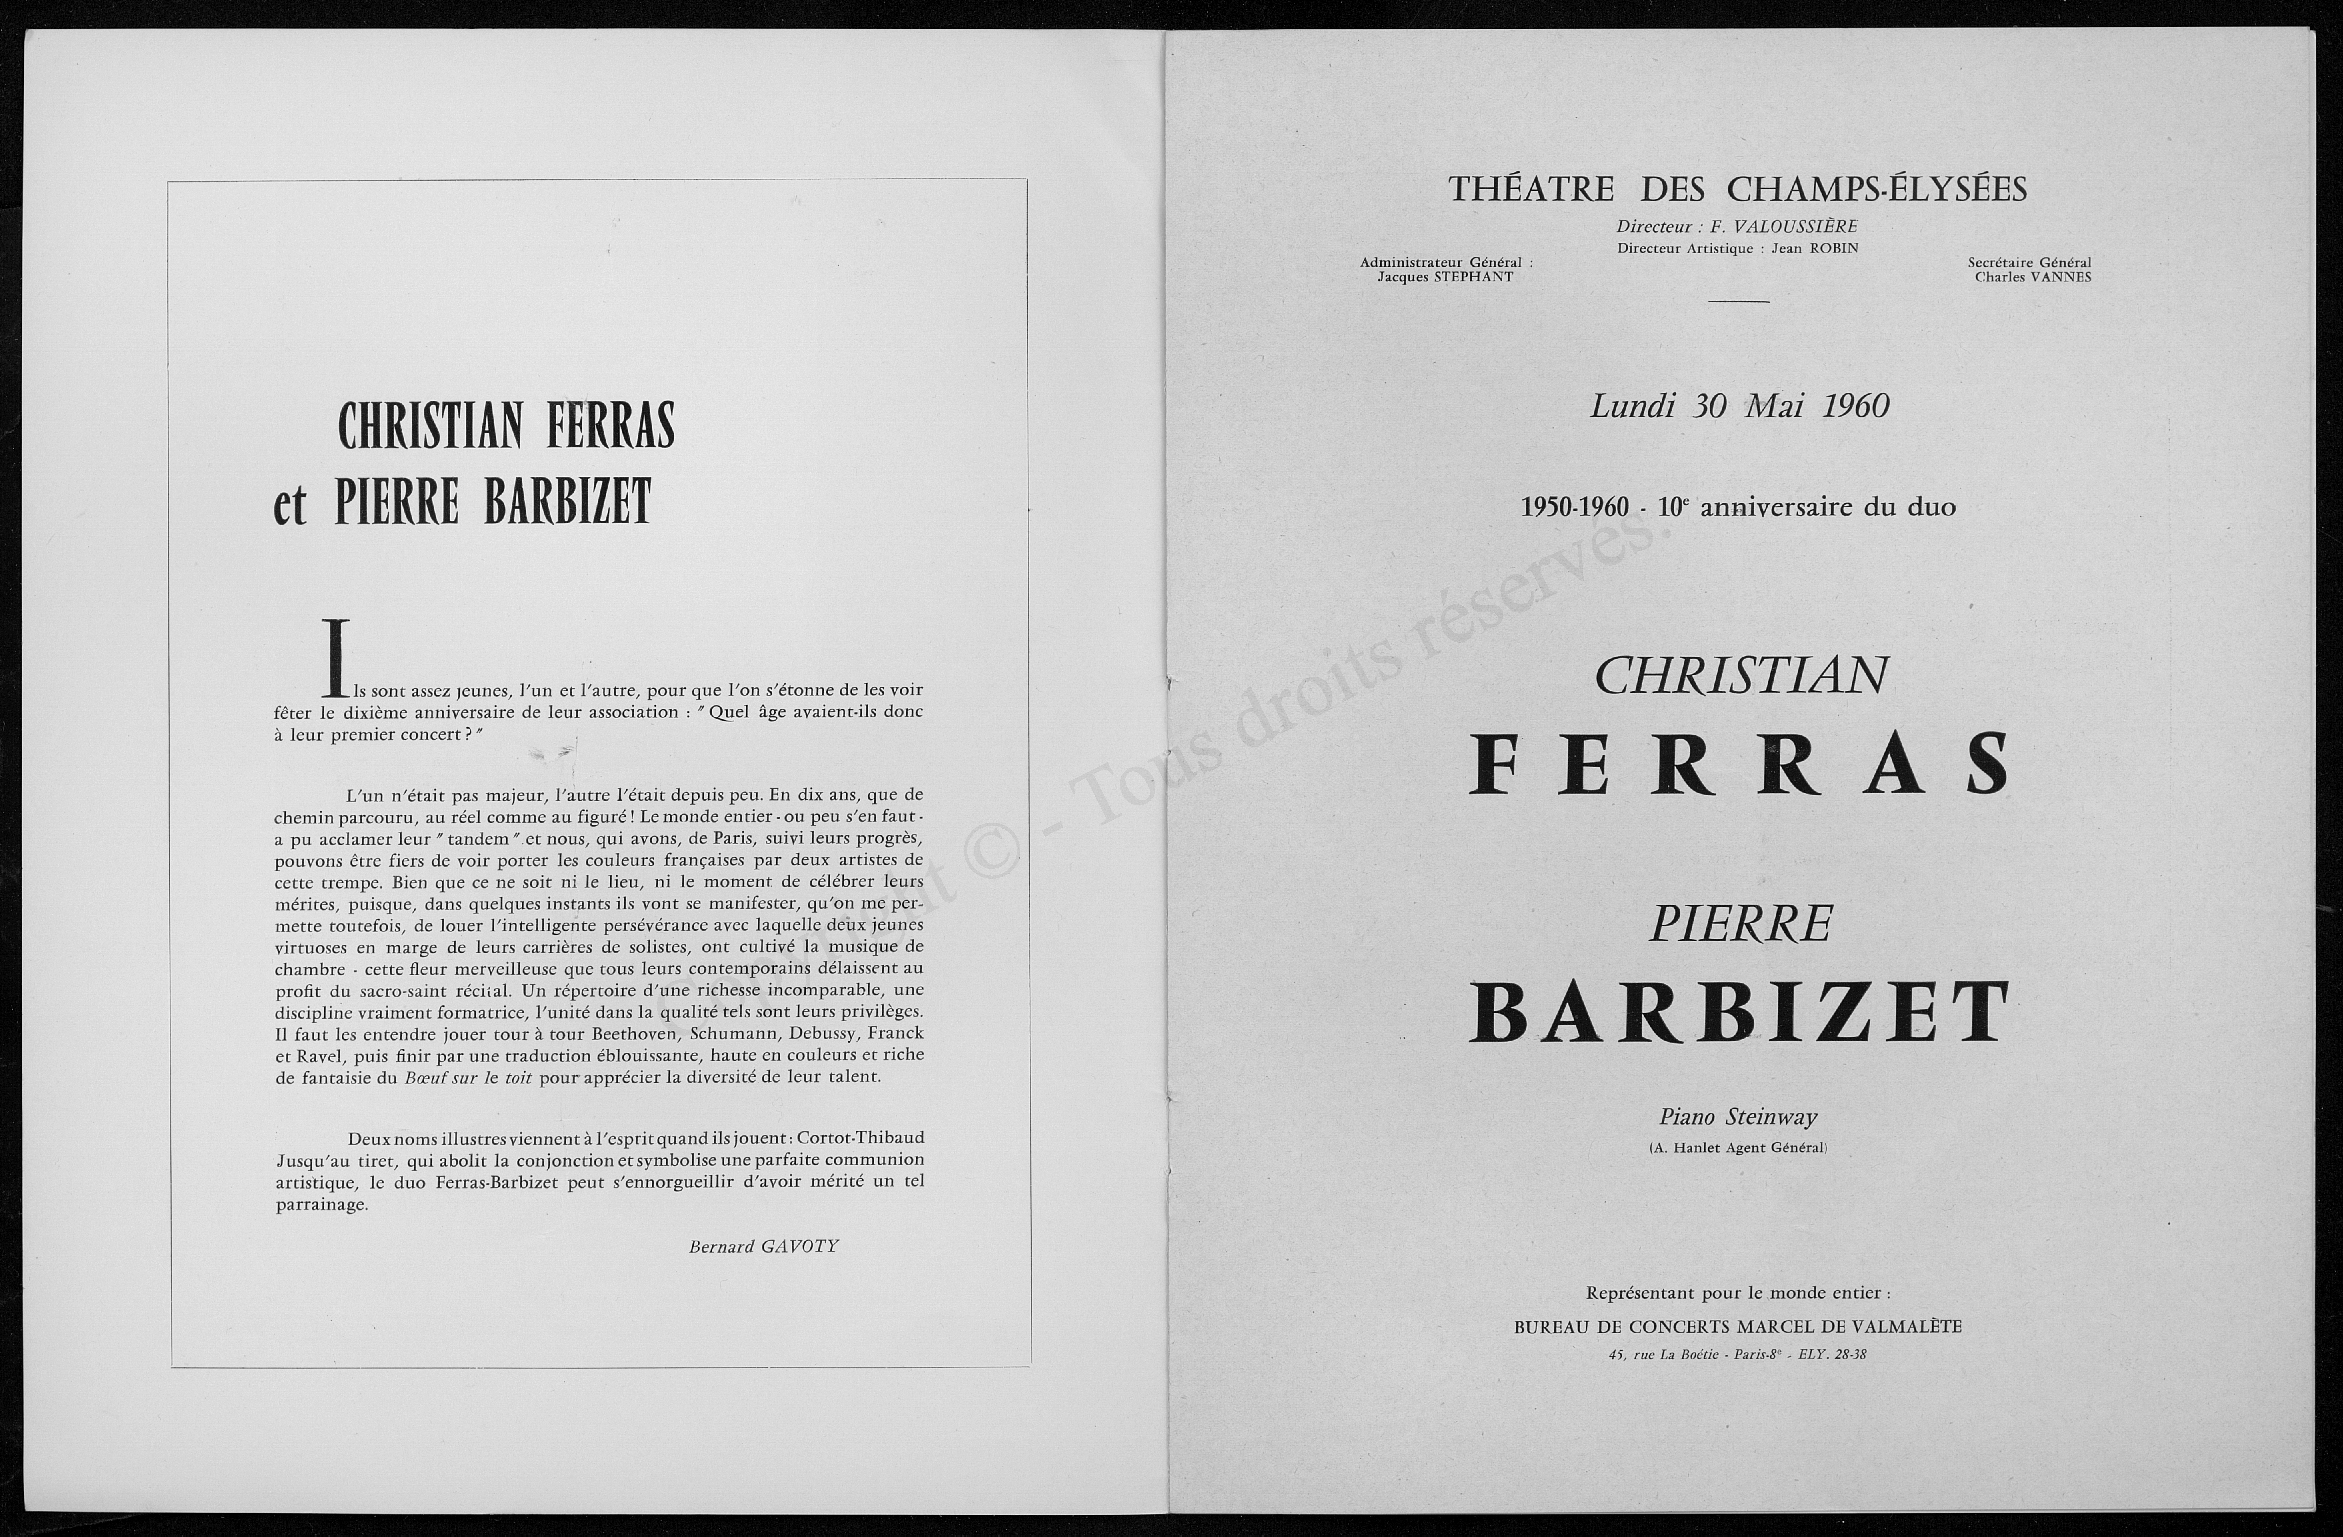 CHRISTIAN FERRAS
et PIERRE BARBIZET
Ils sont assez jeunes, l'un et l'autre, pour que l'on s'étonne de les voir
fêter le dixième anniversaire de leur association : "Quel âge avaient-ils donc
à leur premier concert ?"
L'un n'était pas majeur, l'autre l'était depuis peu. En dix ans, que de
chemin parcouru, au réel comme au figuré ! Le monde entier - ou peu s'en faut -
a pu acclamer leur "tandem" et nous, qui avons, de Paris, suivi leurs progrès,
pouvons être fiers de voir porter les couleurs françaises par deux artistes de
cette trempe. Bien que ce ne soit ni le lieu, ni le moment de célébrer leurs
mérites, puisque, dans quelques instants ils vont se manifester, qu'on me per-
mette toutefois, de louer l'intelligente persévérance avec laquelle deux jeunes
virtuoses en marge de leurs carrières de solistes, ont cultivé la musique de
chambre - cette fleur merveilleuse que tous leurs contemporains délaissent au
profit du sacro-saint récital. Un répertoire d'une richesse incomparable, une
discipline vraiment formatrice, l'unité dans la qualité tels sont leurs privilèges.
Il faut les entendre jouer tour à tour Beethoven, Schumann, Debussy, Franck
et Ravel, puis finir par une traduction éblouissante, haute en couleurs et riche
de fantaisie du Bœuf sur le toit pour apprécier la diversité de leur talent.
Deux noms illustres viennent à l'esprit quand ils jouent : Cortot-Thibaud
Jusqu'au tiret, qui abolit la conjonction et symbolise une parfaite communion
artistique, le duo Ferras-Barbizet peut s'ennorgueillir d'avoir mérité un tel
parrainage.
Bernard GAVOTY
THÉATRE DES CHAMPS-ÉLYSÉES
Directeur : F. VALOUSSIÈRE
Directeur Artistique : Jean ROBIN
Administrateur Général :
Jacques STEPHANT
Secrétaire Général
Charles VANNES
Lundi 30 Mai 1960
1950-1960 - 10e anniversaire du duo
CHRISTIAN
FERRAS
PIERRE
BARBIZET
Piano Steinway
(A. Hanlet Agent Général)
Représentant pour le monde entier :
BUREAU DE CONCERTS MARCEL DE VALMALÈTE
45, rue La Boétie - Paris-8e - ELY. 28-38
Copyright © - Tous droits réservés.